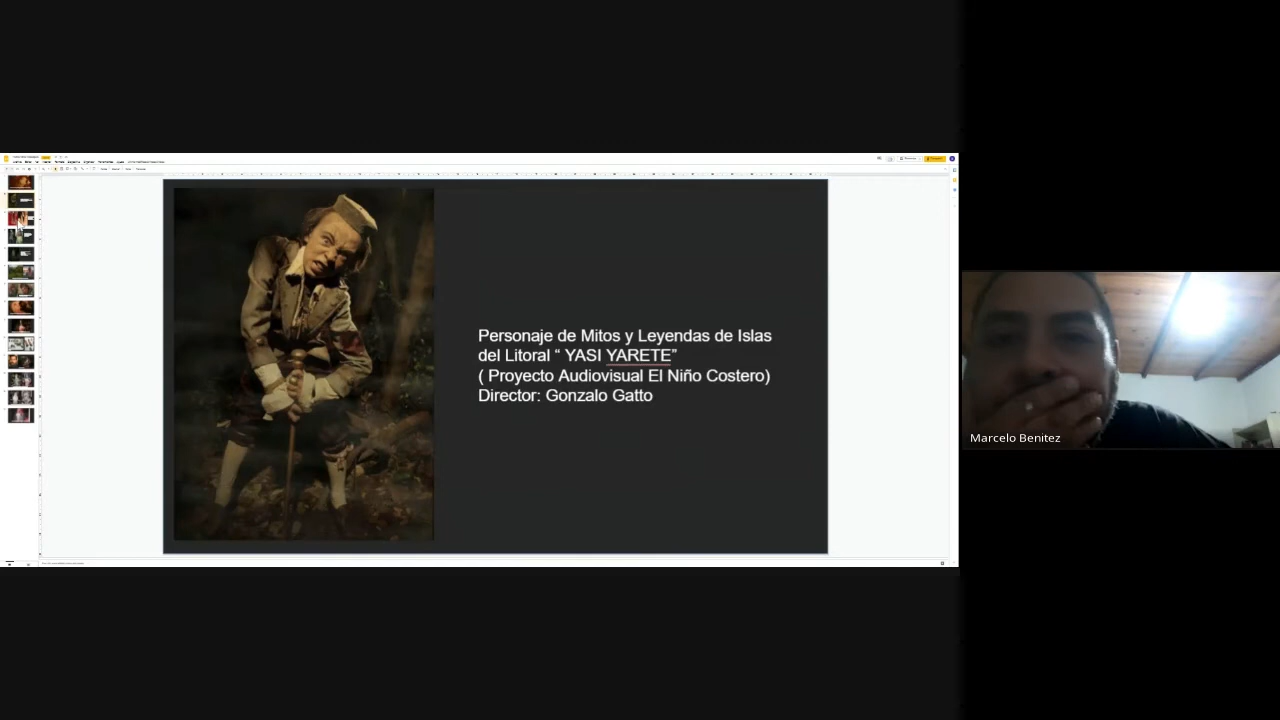 Personaje de Mitos y Leyendas de Islas
del Litoral “ YASI YARETE”
( Proyecto Audiovisual El Niño Costero)
Director: Gonzalo Gatto
Marcelo Benitez